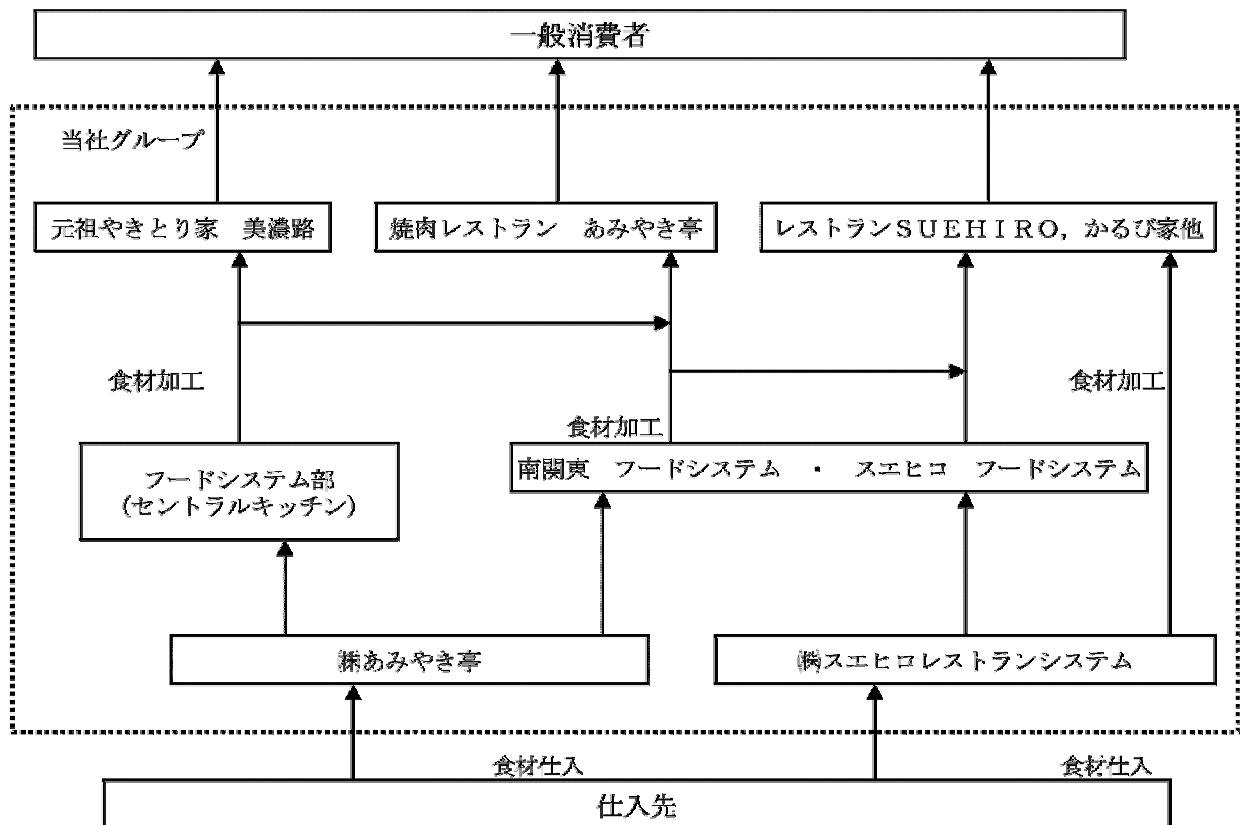 一般消費者
当社グループ
元祖やきとり家　美濃路
焼肉レストラン　あみやき亭
レストランＳＵＥＨＩＲＯ，かるび家他
食材加工
食材加工
食材加工
フードシステム部
（セントラルキッチン）
南関東　フードシステム　・　スエヒロ　フードシステム
㈱あみやき亭
㈱スエヒロレストランシステム
食材仕入
食材仕入
仕入先